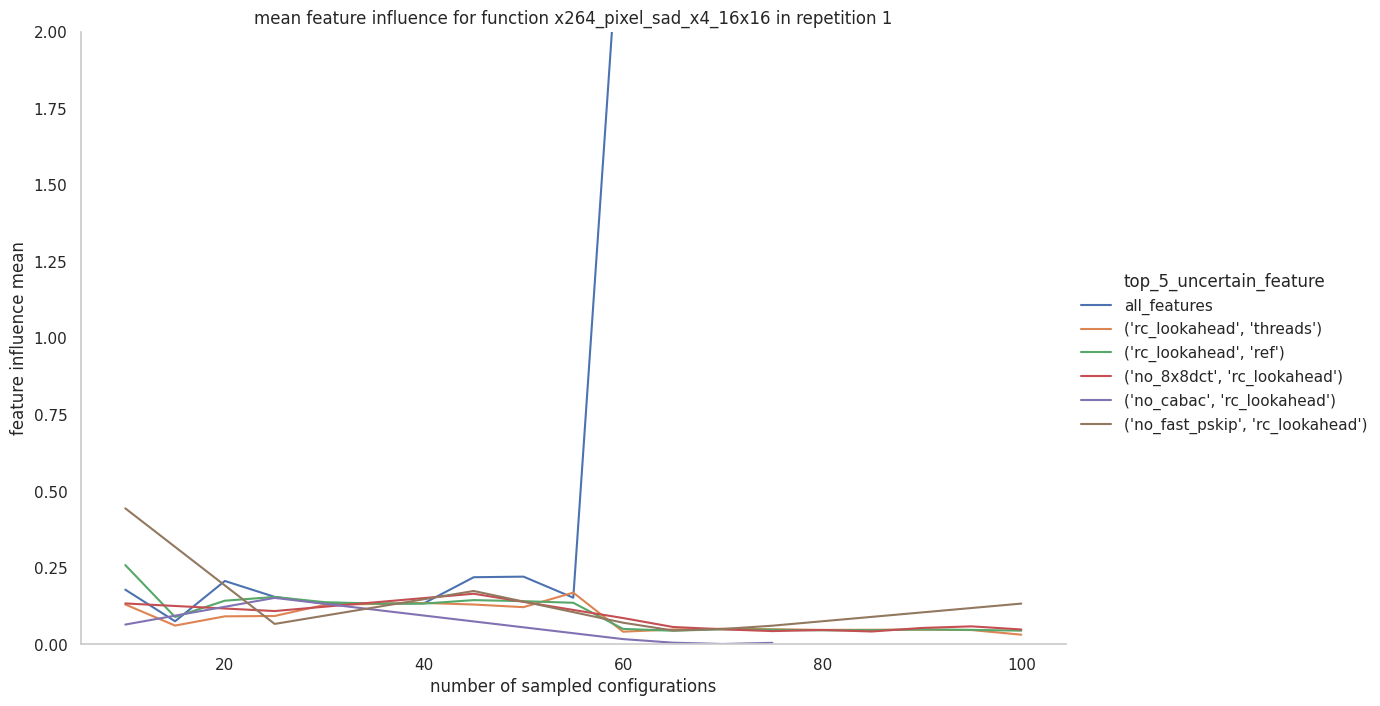 mean feature influence for function x264_pixel_sad_x4_16x16 in repetition 1
2.00
1.75
1.50
1.25
1.00
0.75
0.50
0.25
0.00
feature influence mean
20
40
60
80
100
number of sampled configurations
top_5_uncertain_feature
all_features
('rc_lookahead', 'threads')
('rc_lookahead', 'ref')
('no_8x8dct', 'rc_lookahead')
('no_cabac', 'rc_lookahead')
('no_fast_pskip', 'rc_lookahead')